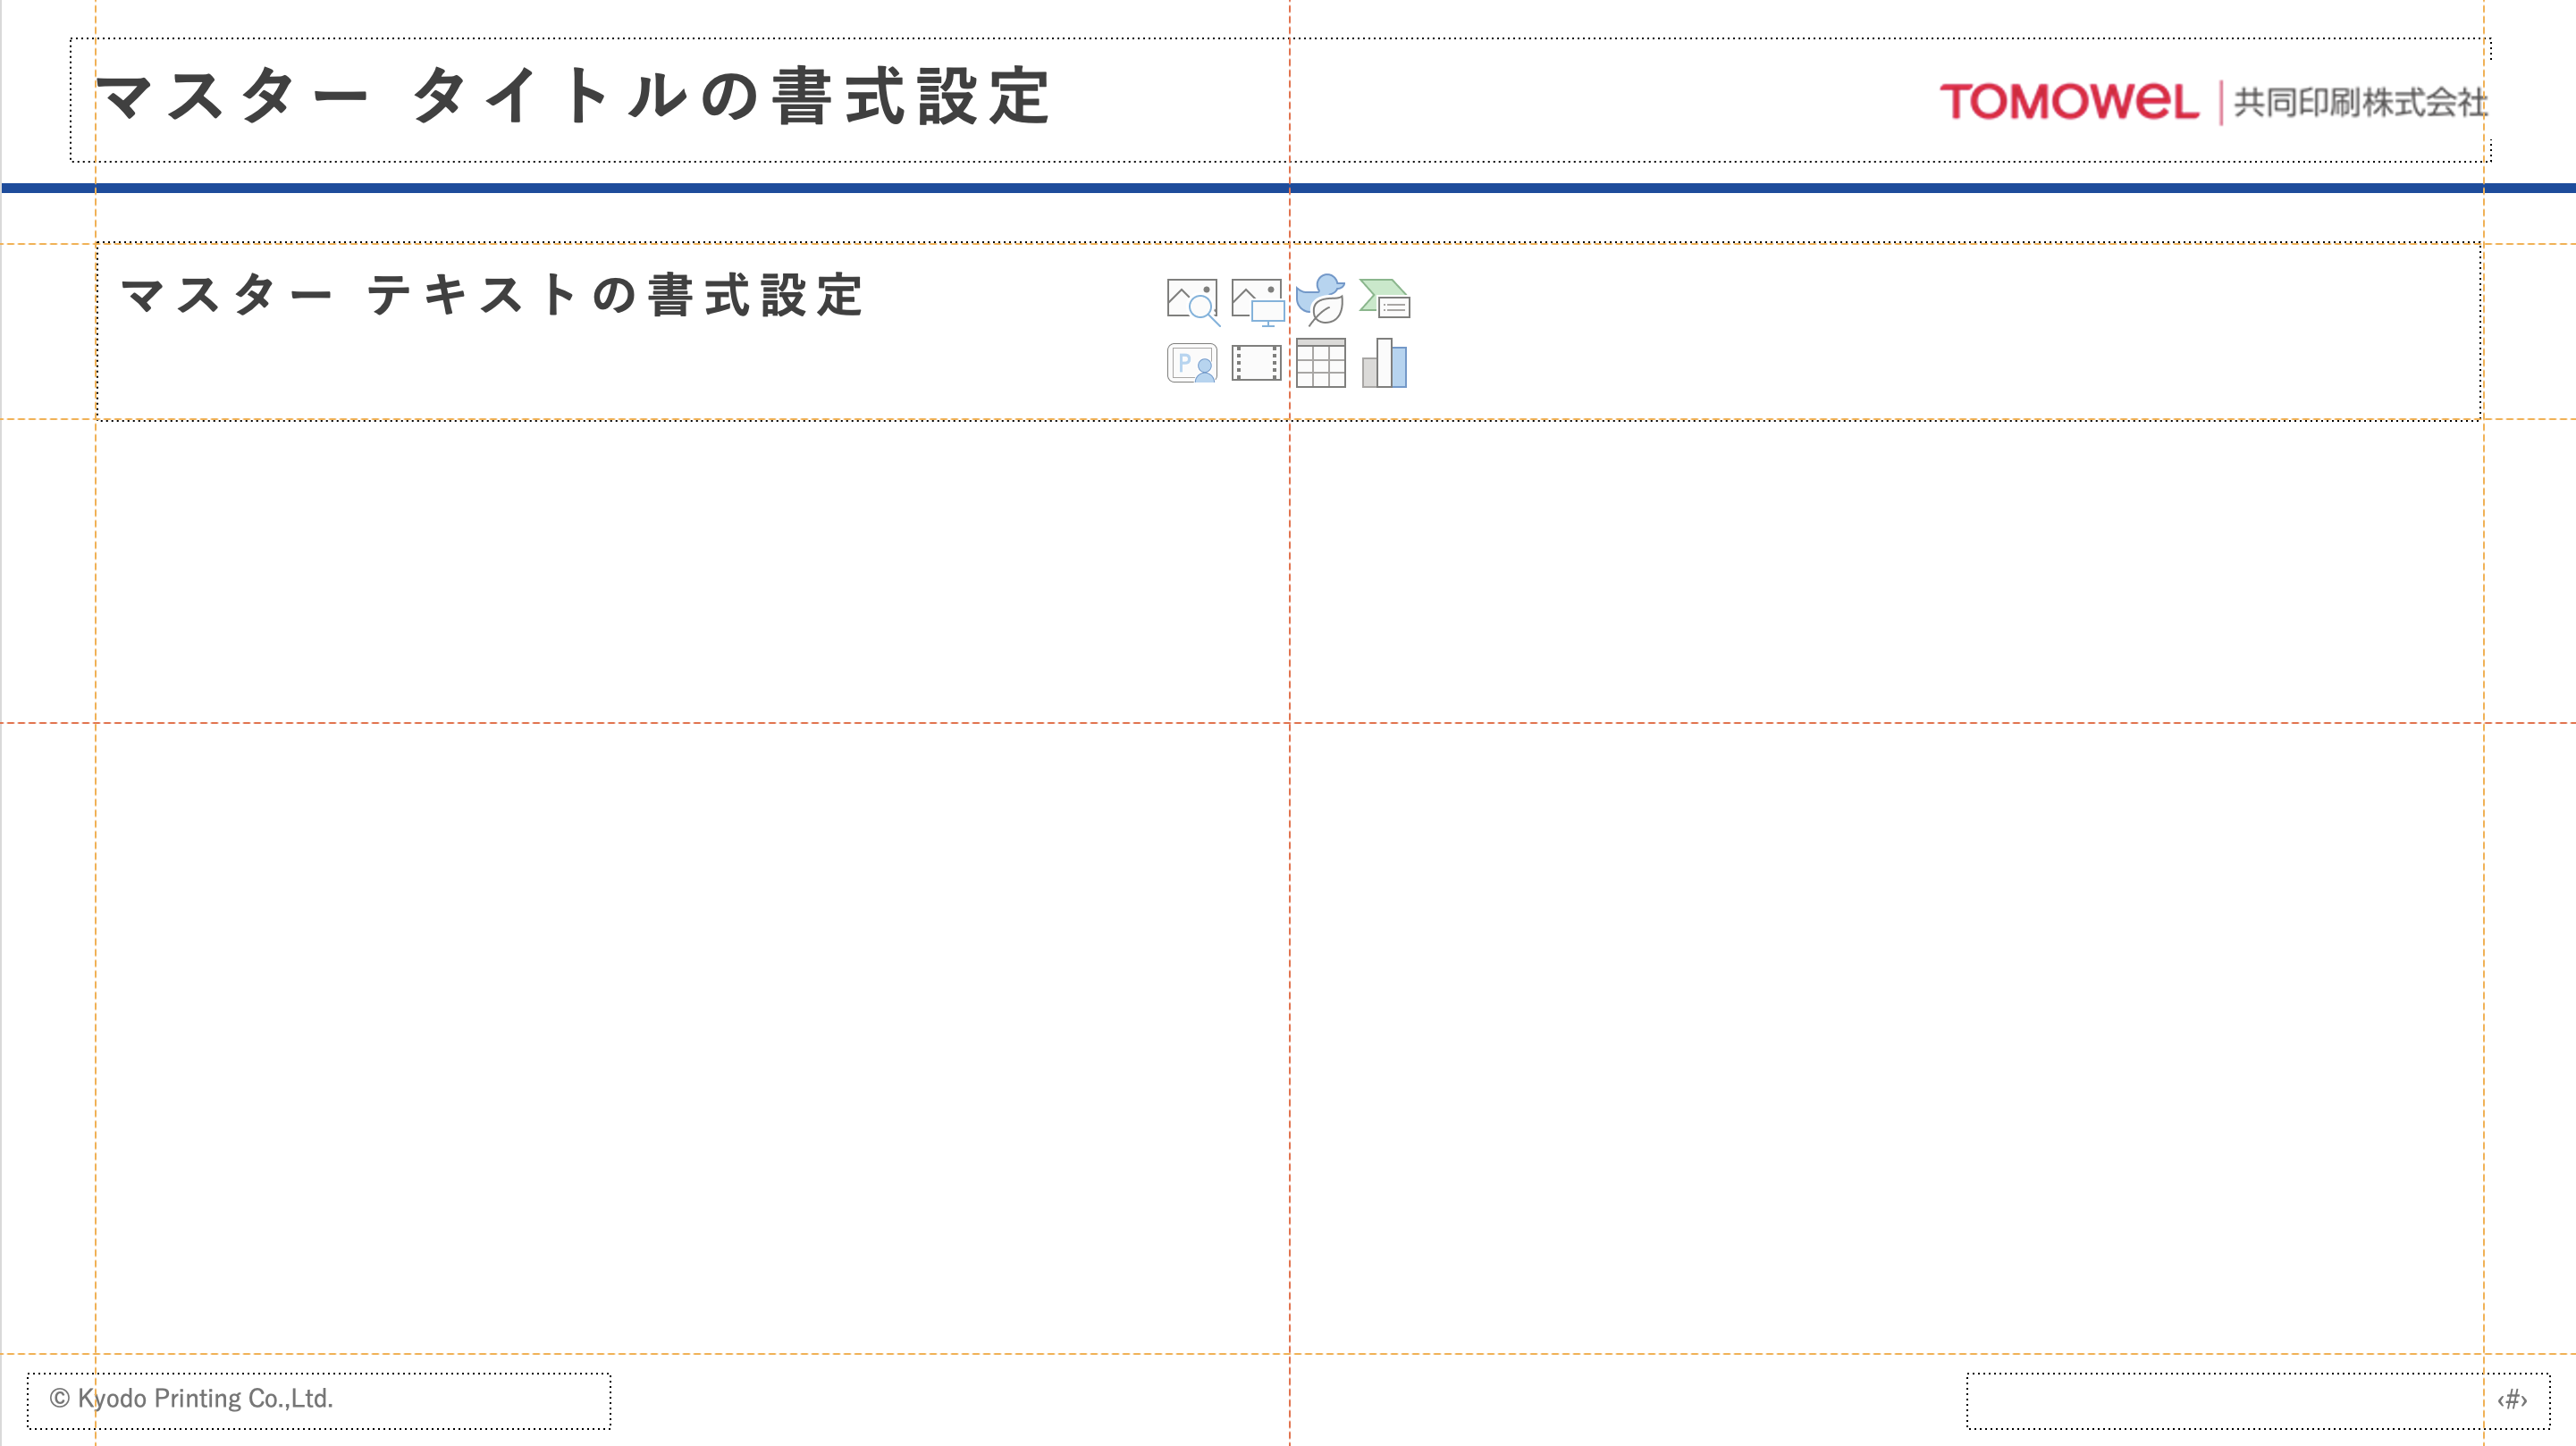 マスター タイトルの書式設定
TOMOWEL 共同印刷株式会社
マスター テキストの書式設定
P
© Kyodo Printing Co.,Ltd.
‹#›